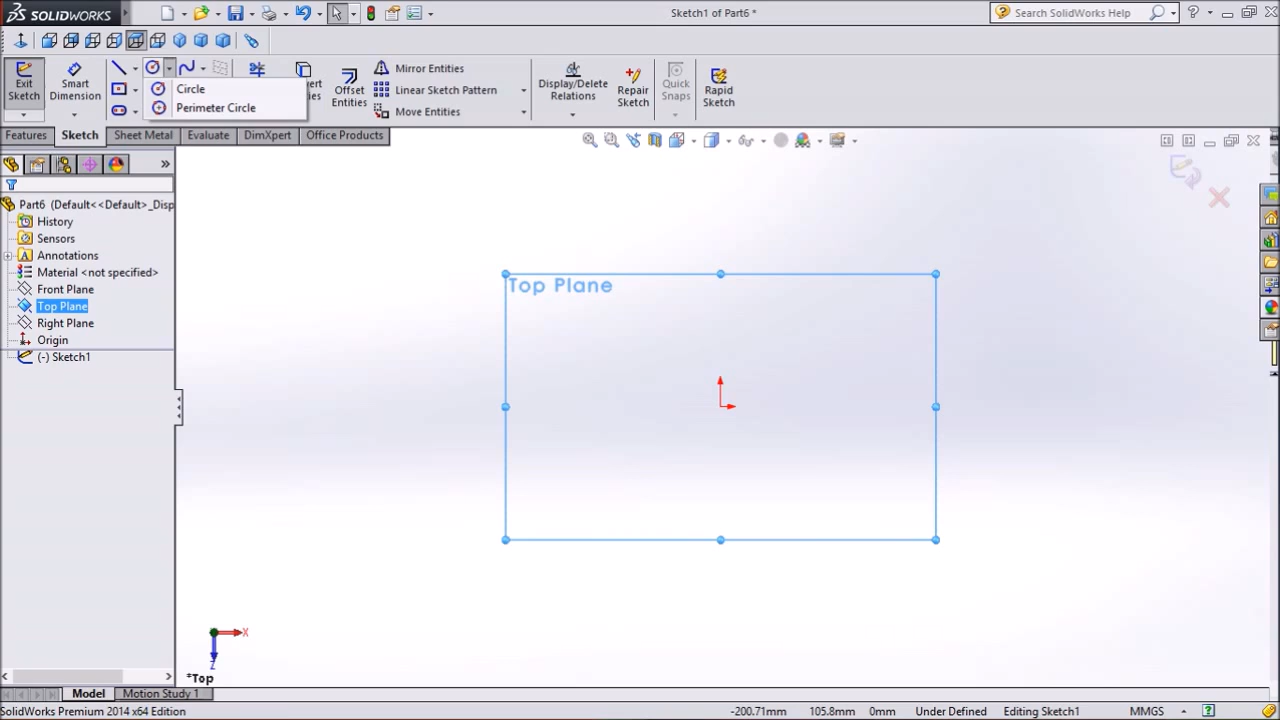 SOLIDWORKS
Sketch1 of Part6 *
Search SolidWorks Help
Exit Sketch
Smart Dimension
Circle
Perimeter Circle
Offset Entities
Mirror Entities
Linear Sketch Pattern
Move Entities
Display/Delete Relations
Repair Sketch
Quick Snaps
Rapid Sketch
Features
Sketch
Sheet Metal
Evaluate
DimXpert
Office Products
Part6 (Default<<Default>_Disp
History
Sensors
Annotations
Material <not specified>
Front Plane
Top Plane
Right Plane
Origin
(-) Sketch1
Top Plane
X
Z
*Top
Model
Motion Study 1
SolidWorks Premium 2014 x64 Edition
-200.71mm
105.8mm
0mm
Under Defined
Editing Sketch1
MMGS